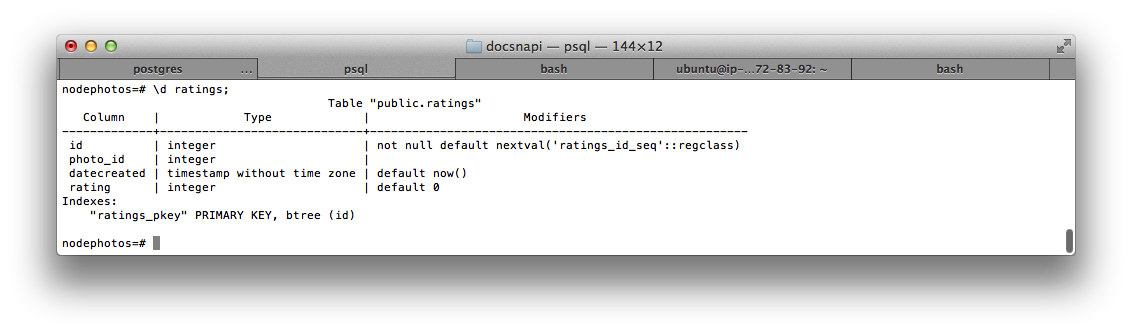 docsnapi — psql — 144×12
postgres ... psql bash ubuntu@ip-...72-83-92: ~ bash
nodephotos=# \d ratings;
                                      Table "public.ratings"
   Column    |            Type             |                      Modifiers
-------------+-----------------------------+------------------------------------------------------
 id          | integer                     | not null default nextval('ratings_id_seq'::regclass)
 photo_id    | integer                     |
 datecreated | timestamp without time zone | default now()
 rating      | integer                     | default 0
Indexes:
    "ratings_pkey" PRIMARY KEY, btree (id)
nodephotos=#